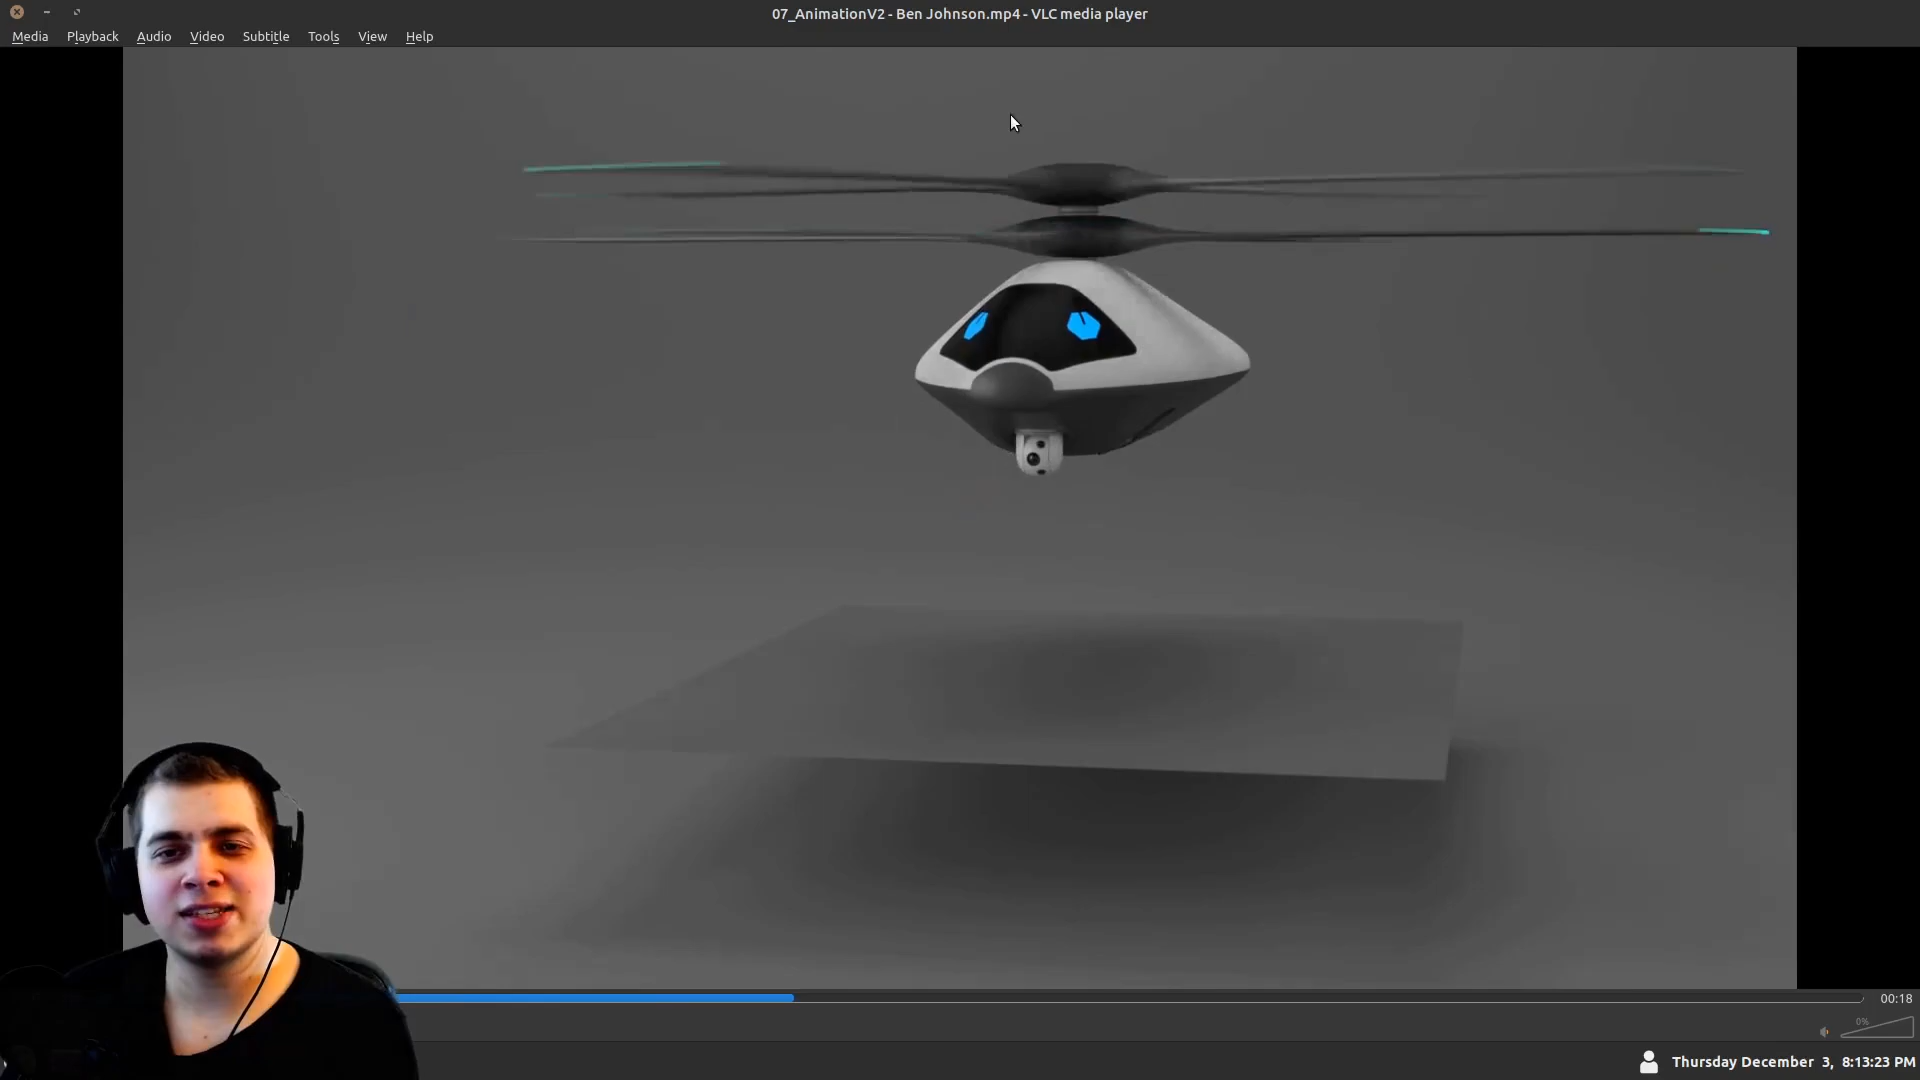 07_AnimationV2 - Ben Johnson.mp4 - VLC media player
Media Playback Audio Video Subtitle Tools View Help
00:18
0%
Thursday December 3, 8:13:23 PM